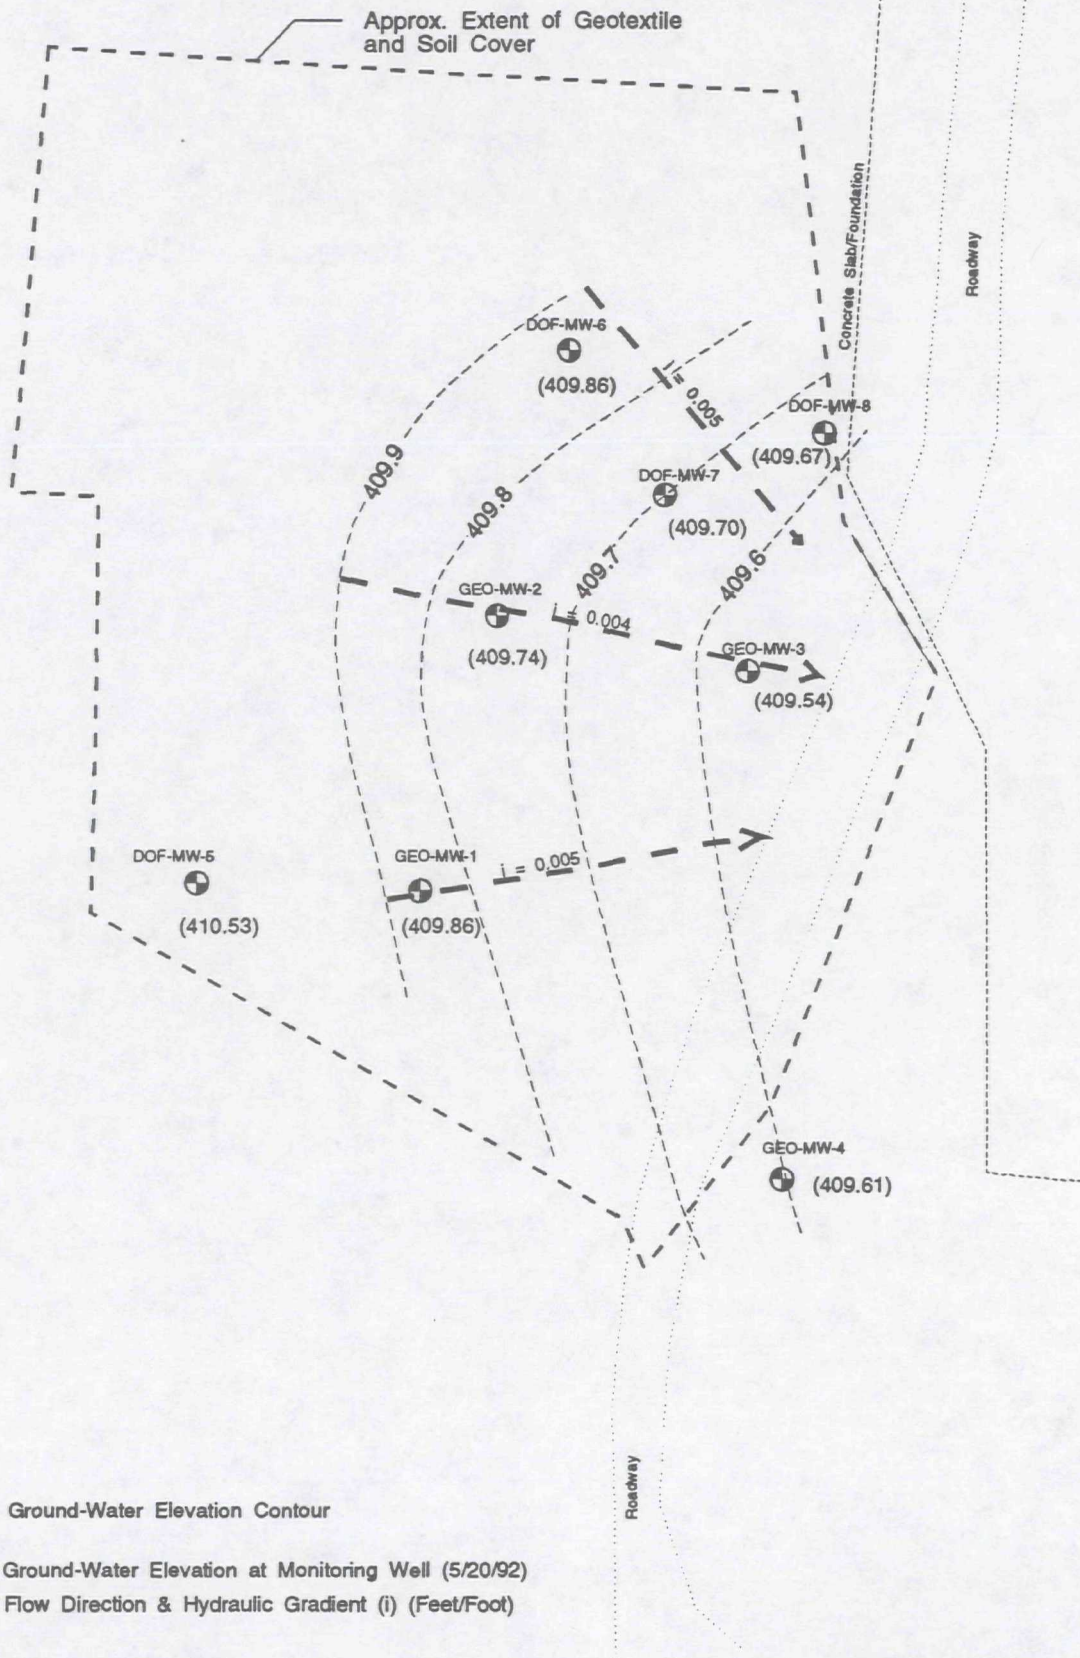 Approx. Extent of Geotextile
and Soil Cover
Concrete Slab/Foundation
Roadway
DOF-MW-6
(409.86)
i = 0.005
DOF-MW-8
(409.67)
409.9
409.8
DOF-MW-7
(409.70)
409.7
409.6
GEO-MW-2
(409.74)
i = 0.004
GEO-MW-3
(409.54)
DOF-MW-5
(410.53)
GEO-MW-1
(409.86)
i = 0.005
GEO-MW-4
(409.61)
Roadway
Ground-Water Elevation Contour
Ground-Water Elevation at Monitoring Well (5/20/92)
Flow Direction & Hydraulic Gradient (i) (Feet/Foot)